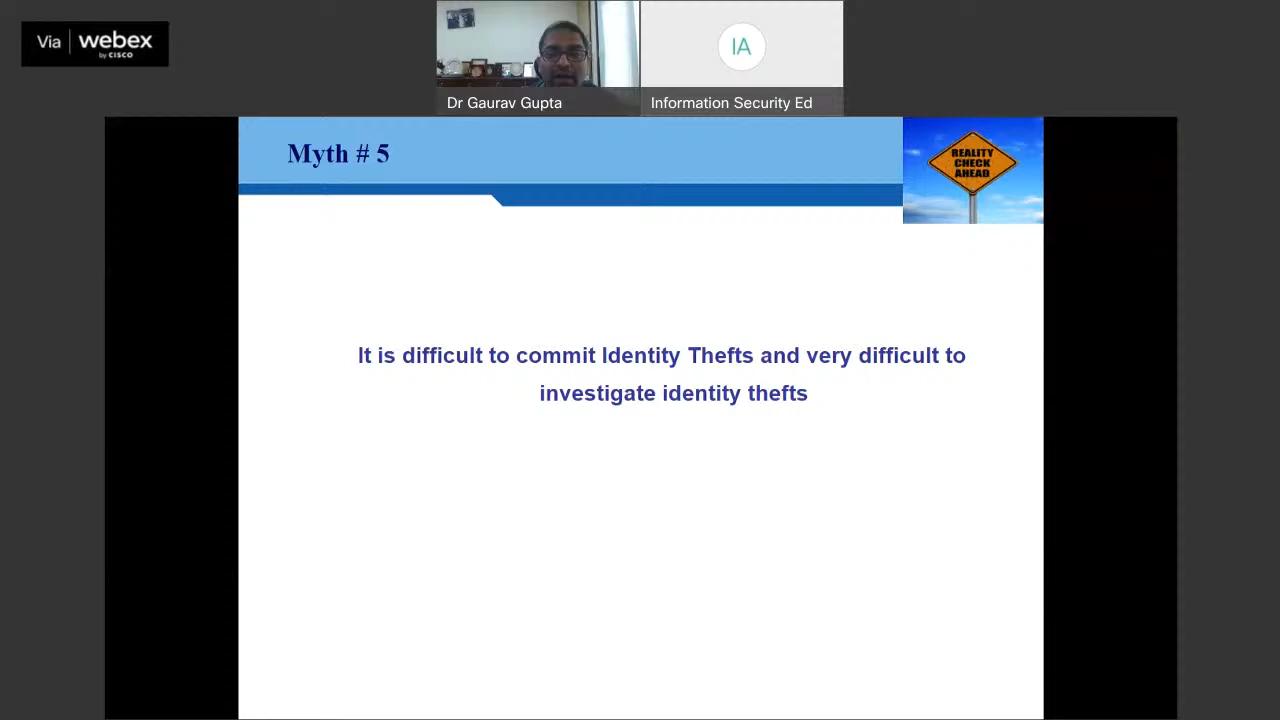 Via webex
by CISCO
IA
Dr Gaurav Gupta
Information Security Ed
Myth # 5
REALITY
CHECK
AHEAD
It is difficult to commit Identity Thefts and very difficult to
investigate identity thefts